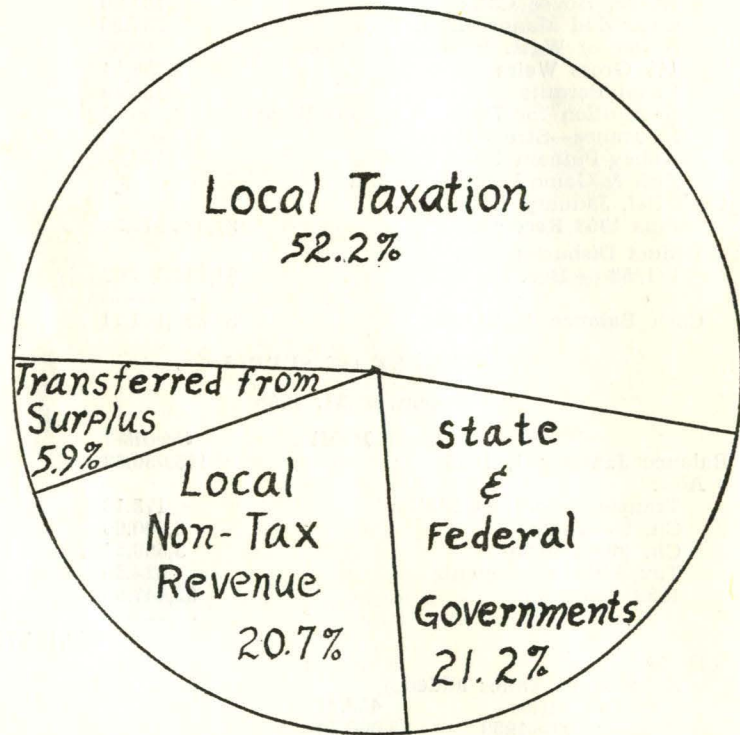 Local Taxation
52.2%
Transferred from
Surplus
5.9%
Local
Non-Tax
Revenue
20.7%
State
&
Federal
Governments
21.2%